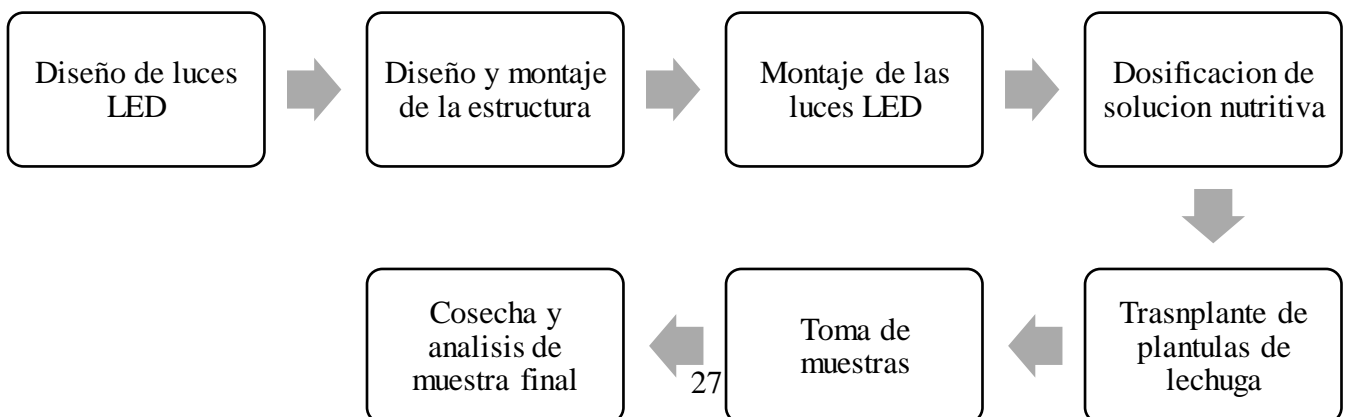 Diseño de luces
LED
Diseño y montaje
de la estructura
Montaje de las
luces LED
Dosificacion de
solucion nutritiva
Trasnplante de
plantulas de
lechuga
Toma de
muestras
Cosecha y
analisis de
muestra final
27